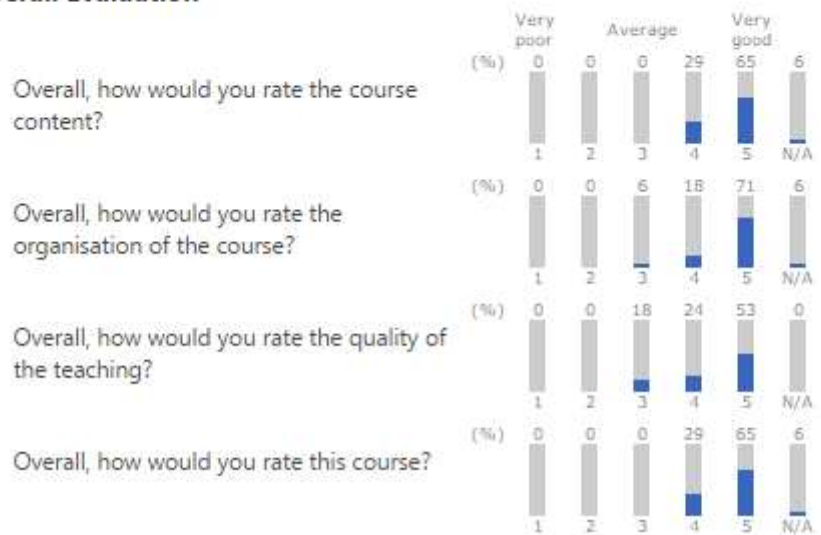 Very Very
poor Average good
(%) 0 0 0 29 65 6
Overall, how would you rate the course
content?
1 2 3 4 5 N/A
(%) 0 0 6 18 71 6
Overall, how would you rate the
organisation of the course?
1 2 3 4 5 N/A
(%) 0 0 18 24 53 0
Overall, how would you rate the quality of
the teaching?
1 2 3 4 5 N/A
(%) 0 0 0 29 65 6
Overall, how would you rate this course?
1 2 3 4 5 N/A